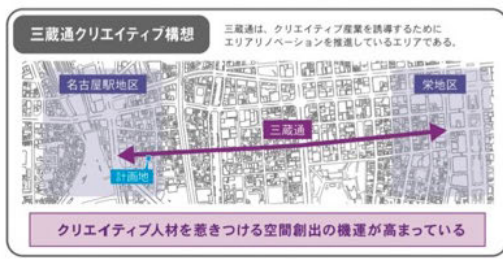 三蔵通クリエイティブ構想
三蔵通は、クリエイティブ産業を誘導するために
エリアリノベーションを推進しているエリアである。
名古屋駅地区
栄地区
三蔵通
計画地
クリエイティブ人材を惹きつける空間創出の機運が高まっている